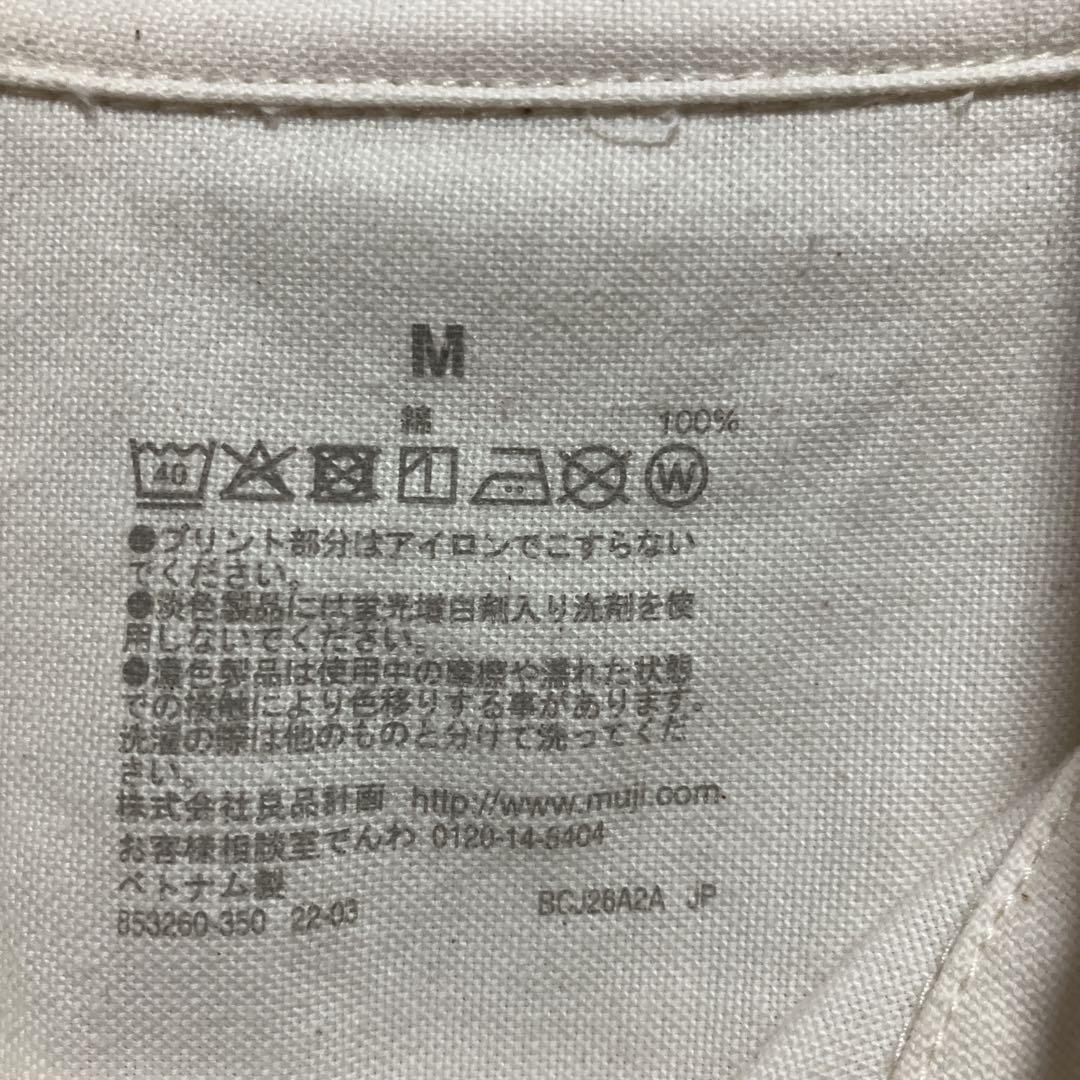 M
綿 100%
40 W
●プリント部分はアイロンでこすらない
でください。
●淡色製品には蛍光増白剤入り洗剤を使
用しないでください。
●濃色製品は使用中の摩擦や濡れた状態
での接触により色移りする事があります。
洗濯の際は他のものと分けて洗ってくだ
さい。
株式会社良品計画 http://www.muji.com.
お客様相談室でんわ 0120-14-6404
ベトナム製
853260-350 22-03 BCJ28A2A JP